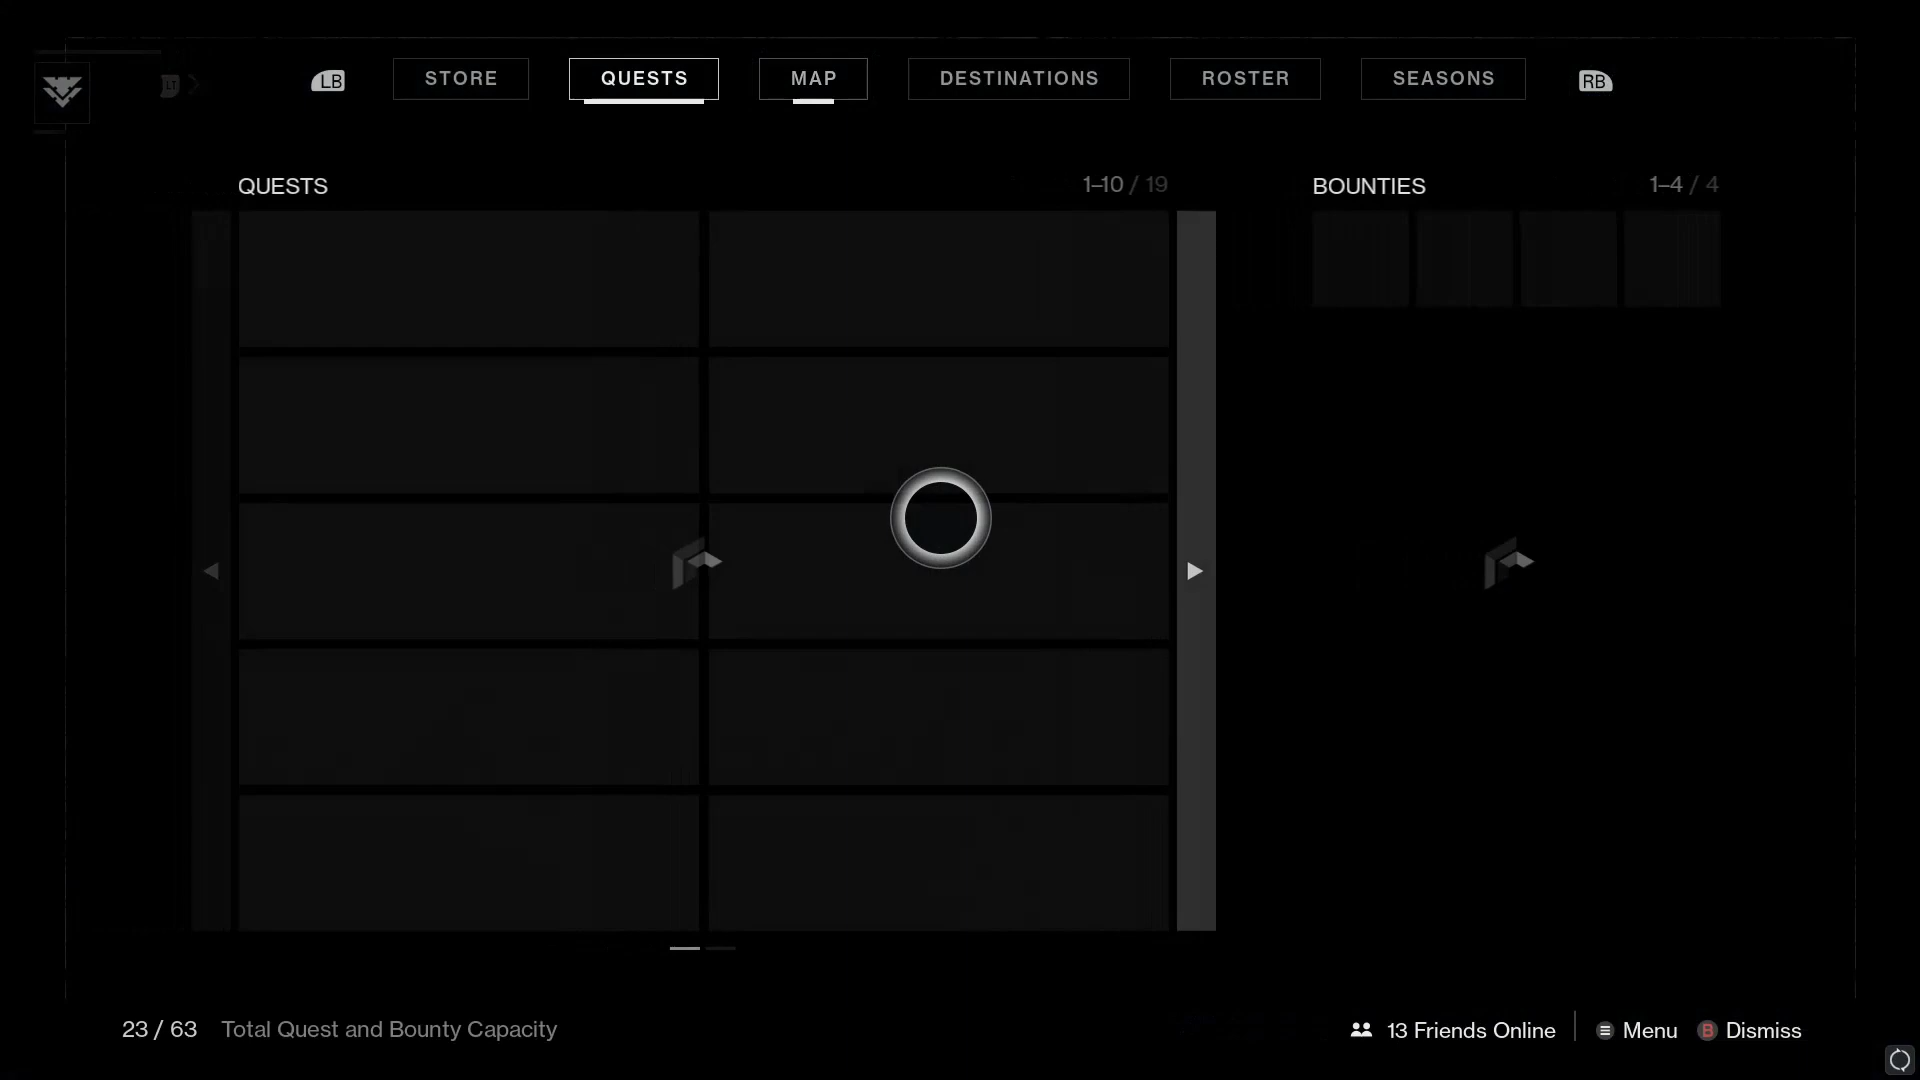 LT
LB
STORE
QUESTS
MAP
DESTINATIONS
ROSTER
SEASONS
RB
QUESTS
1–10 / 19
BOUNTIES
1–4 / 4
23 / 63 Total Quest and Bounty Capacity
13 Friends Online
Menu
B Dismiss